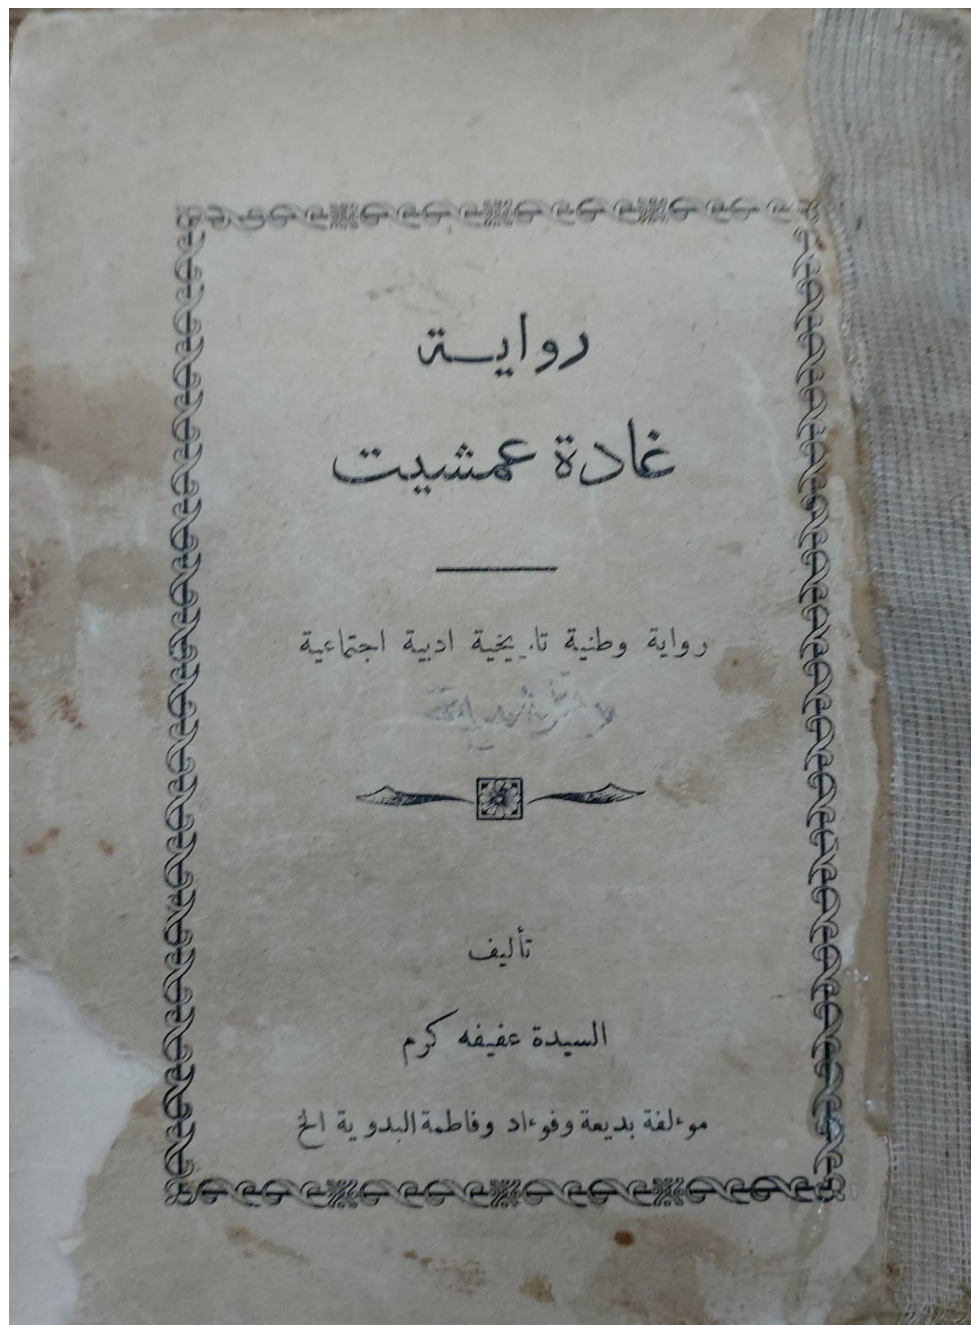 رواية
غادة عمشيت
رواية وطنية تاريخية ادبية اجتماعية
تأليف
السيدة عفيفه كرم
موءلفة بديعة وفوءاد وفاطمة البدوية الخ